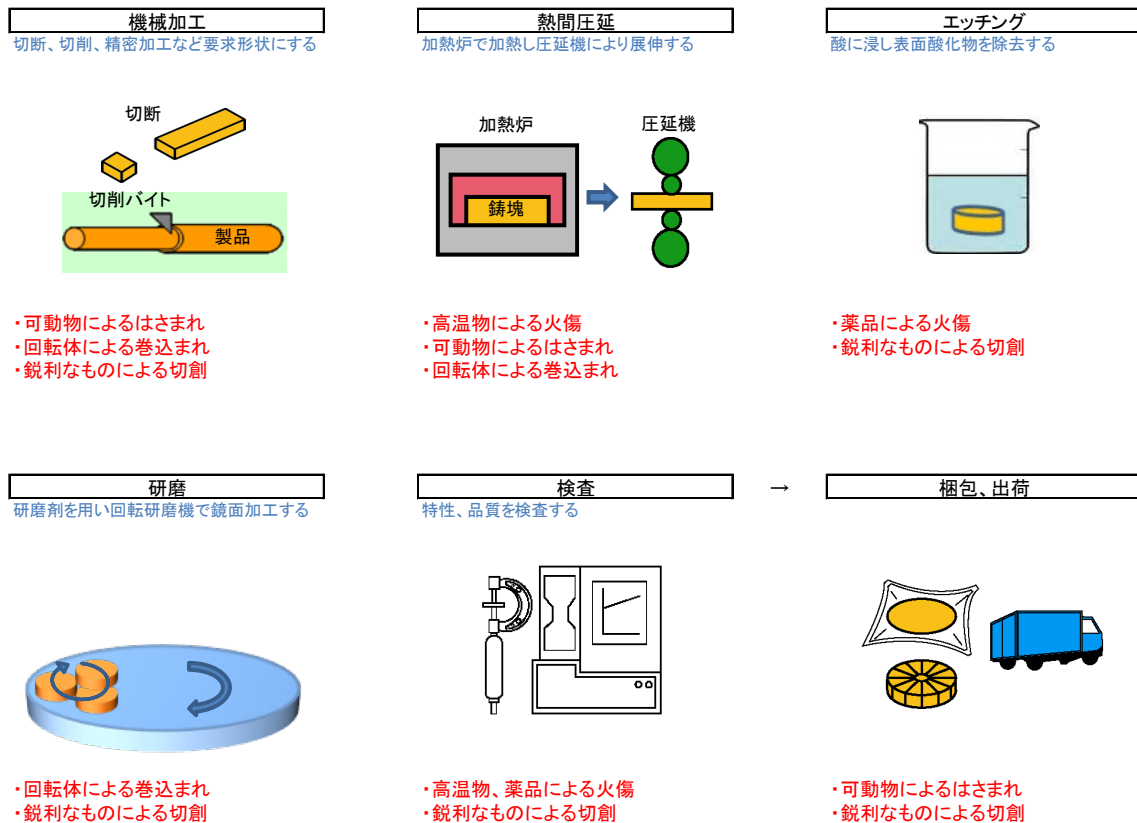 機械加工
切断、切削、精密加工など要求形状にする
切断
切削バイト
製品
・可動物によるはさまれ
・回転体による巻込まれ
・鋭利なものによる切創
熱間圧延
加熱炉で加熱し圧延機により展伸する
加熱炉
圧延機
鋳塊
・高温物による火傷
・可動物によるはさまれ
・回転体による巻込まれ
エッチング
酸に浸し表面酸化物を除去する
・薬品による火傷
・鋭利なものによる切創
研磨
研磨剤を用い回転研磨機で鏡面加工する
・回転体による巻込まれ
・鋭利なものによる切創
検査
特性、品質を検査する
・高温物、薬品による火傷
・鋭利なものによる切創
→
梱包、出荷
・可動物によるはさまれ
・鋭利なものによる切創